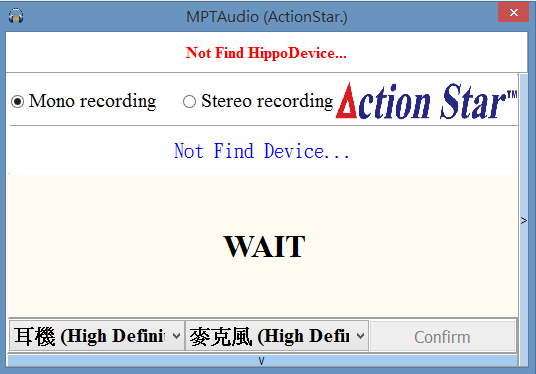 MPTAudio (ActionStar.)
Not Find HippoDevice...
Mono recording
Stereo recording
Action Star™
Not Find Device...
WAIT
>
耳機 (High Definit
麥克風 (High Defin
Confirm
v